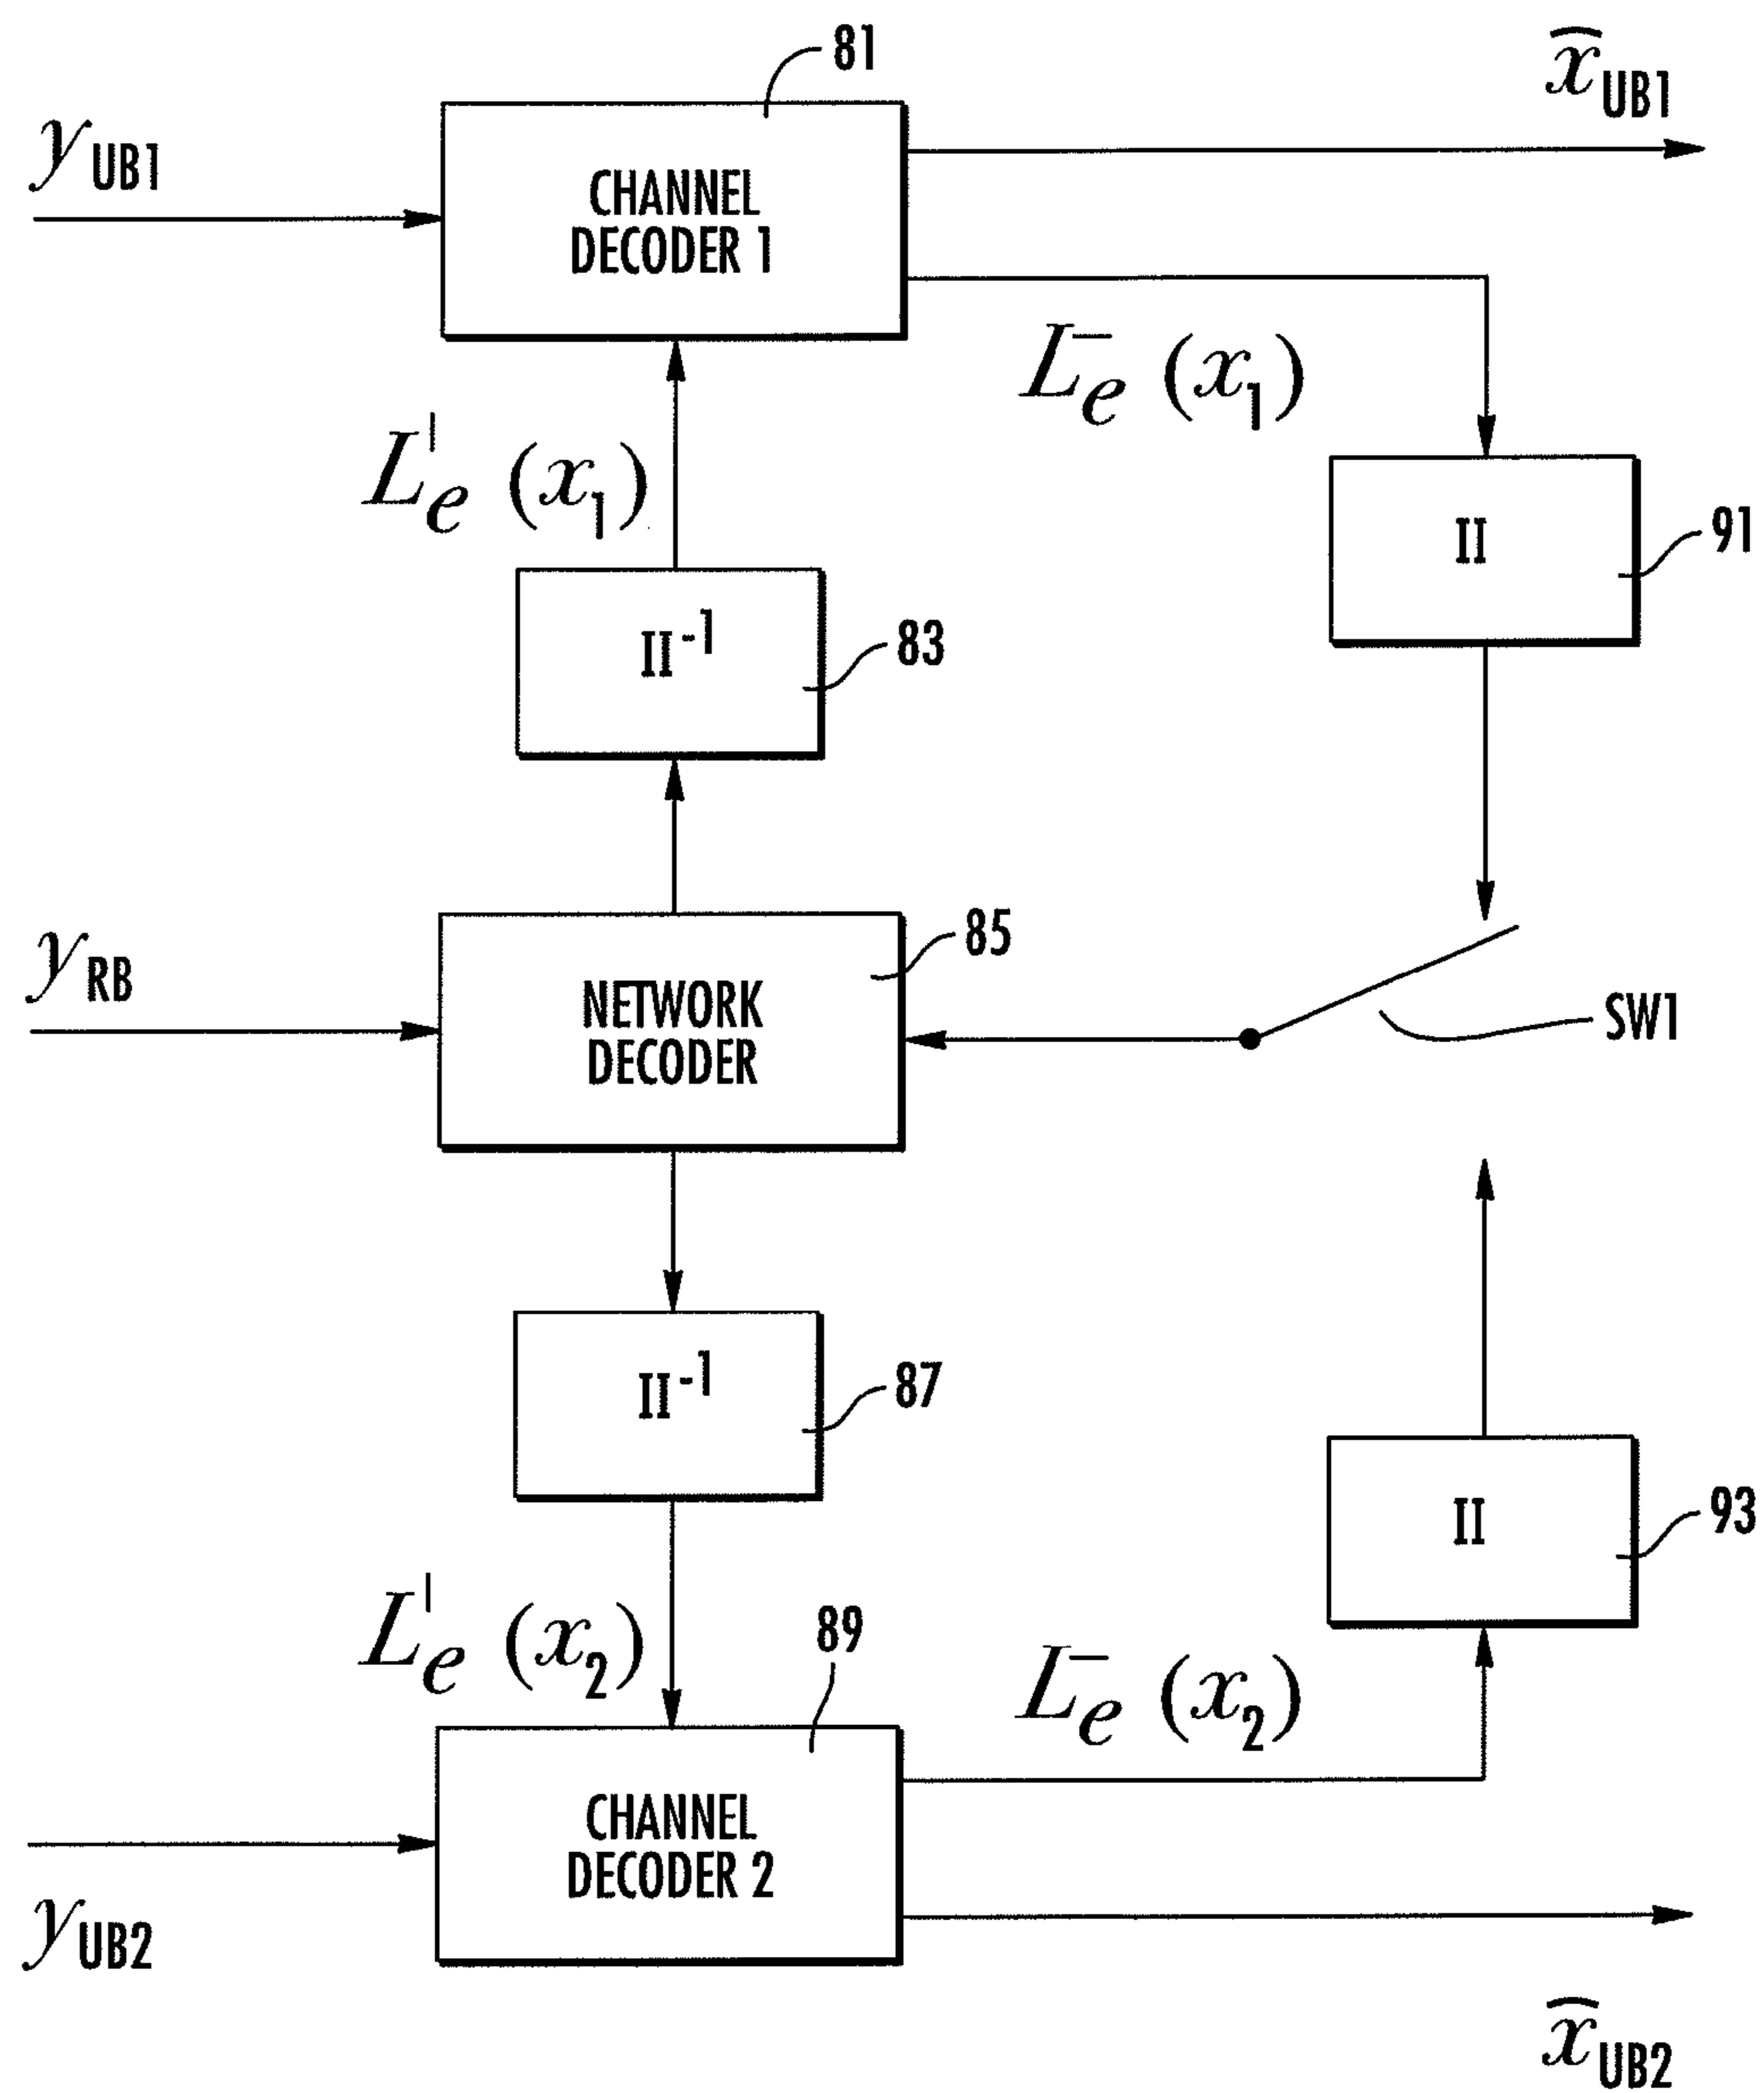 81
x̂UB1
yUB1
CHANNEL
DECODER 1
L¯e (x1)
L'e (x1)
II
91
II-1
83
85
yRB
NETWORK
DECODER
SW1
II-1
87
II
93
L'e (x2)
89
L¯e (x2)
CHANNEL
DECODER 2
yUB2
x̂UB2